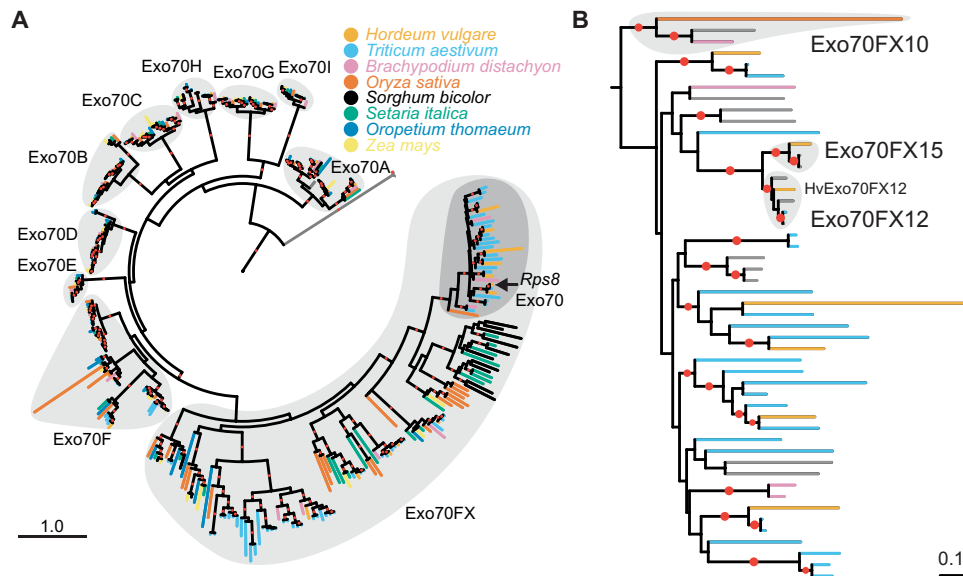 A
B
Hordeum vulgare
Triticum aestivum
Brachypodium distachyon
Oryza sativa
Sorghum bicolor
Setaria italica
Oropetium thomaeum
Zea mays
Exo70H
Exo70G
Exo70I
Exo70C
Exo70B
Exo70A
Exo70D
Exo70E
Rps8
Exo70
Exo70F
Exo70FX
1.0
Exo70FX10
Exo70FX15
HvExo70FX12
Exo70FX12
0.1